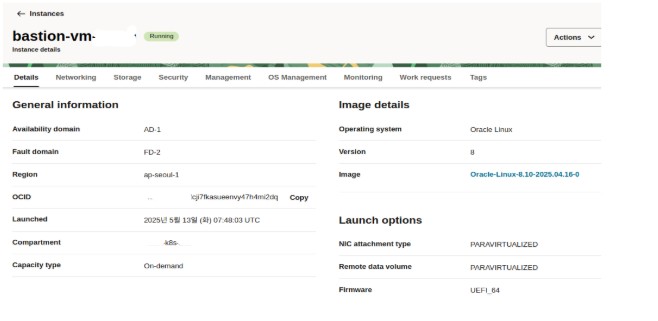 ← Instances
bastion-vm-
Running
Actions
Instance details
Details Networking Storage Security Management OS Management Monitoring Work requests Tags
General information
Availability domain AD-1
Fault domain FD-2
Region ap-seoul-1
OCID ... lcji7fkasueenvy47h4mi2dq Copy
Launched 2025년 5월 13일 (화) 07:48:03 UTC
Compartment -k8s-
Capacity type On-demand
Image details
Operating system Oracle Linux
Version 8
Image Oracle-Linux-8.10-2025.04.16-0
Launch options
NIC attachment type PARAVIRTUALIZED
Remote data volume PARAVIRTUALIZED
Firmware UEFI_64